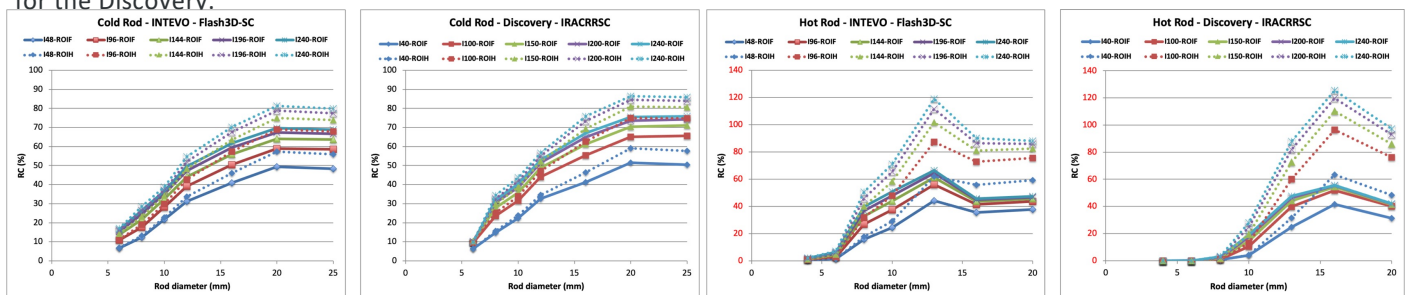 for the Discovery.
Cold Rod - INTEVO - Flash3D-SC
I48-ROIF I96-ROIF I144-ROIF I196-ROIF I240-ROIF
I48-ROIH I96-ROIH I144-ROIH I196-ROIH I240-ROIH
RC (%)
100
90
80
70
60
50
40
30
20
10
0
0 5 10 15 20 25
Rod diameter (mm)
Cold Rod - Discovery - IRACRRSC
I40-ROIF I100-ROIF I150-ROIF I200-ROIF I240-ROIF
I40-ROIH I100-ROIH I150-ROIH I200-ROIH I240-ROIH
RC (%)
100
90
80
70
60
50
40
30
20
10
0
0 5 10 15 20 25
Rod diameter (mm)
Hot Rod - INTEVO - Flash3D-SC
I48-ROIF I96-ROIF I144-ROIF I196-ROIF I240-ROIF
I48-ROIH I96-ROIH I144-ROIH I196-ROIH I240-ROIH
RC (%)
140
120
100
80
60
40
20
0
0 5 10 15 20
Rod diameter (mm)
Hot Rod - Discovery - IRACRRSC
I40-ROIF I100-ROIF I150-ROIF I200-ROIF I240-ROIF
I40-ROIH I100-ROIH I150-ROIH I200-ROIH I240-ROIH
RC (%)
140
120
100
80
60
40
20
0
0 5 10 15 20
Rod diameter (mm)